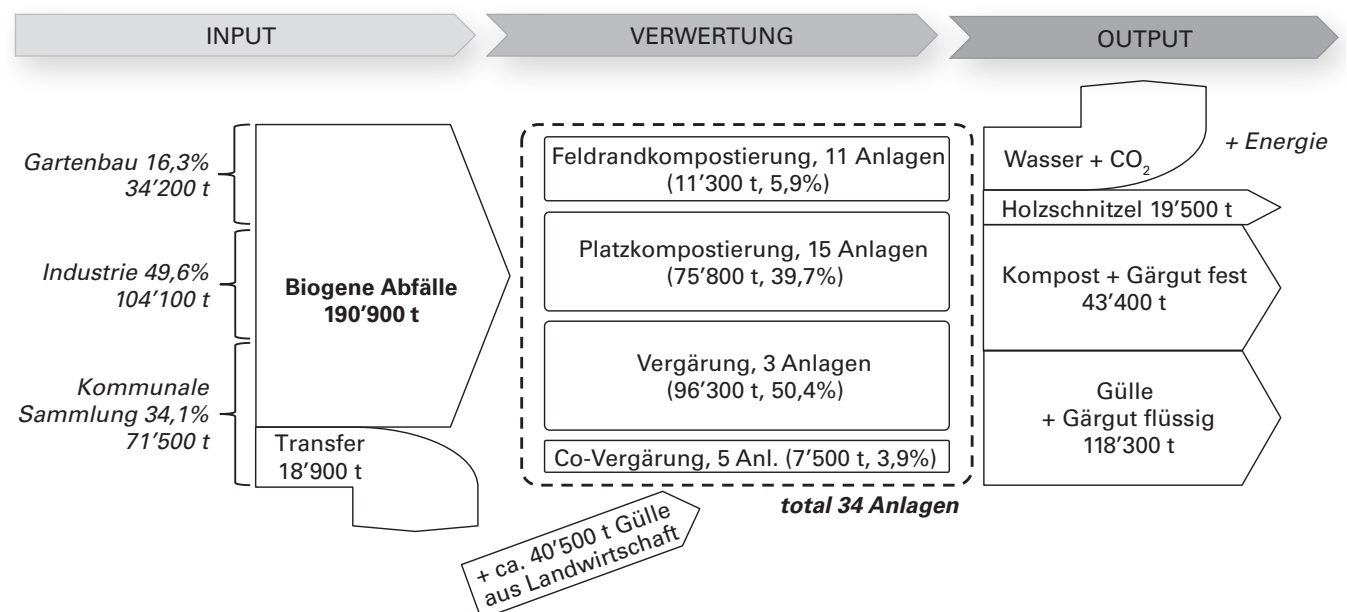 INPUT
VERWERTUNG
OUTPUT
Gartenbau 16,3%
34’200 t
Industrie 49,6%
104’100 t
Kommunale
Sammlung 34,1%
71’500 t
Biogene Abfälle
190’900 t
Transfer
18’900 t
Feldrandkompostierung, 11 Anlagen
(11’300 t, 5,9%)
Platzkompostierung, 15 Anlagen
(75’800 t, 39,7%)
Vergärung, 3 Anlagen
(96’300 t, 50,4%)
Co-Vergärung, 5 Anl. (7’500 t, 3,9%)
total 34 Anlagen
+ ca. 40’500 t Gülle
aus Landwirtschaft
Wasser + CO₂
+ Energie
Holzschnitzel 19’500 t
Kompost + Gärgut fest
43’400 t
Gülle
+ Gärgut flüssig
118’300 t